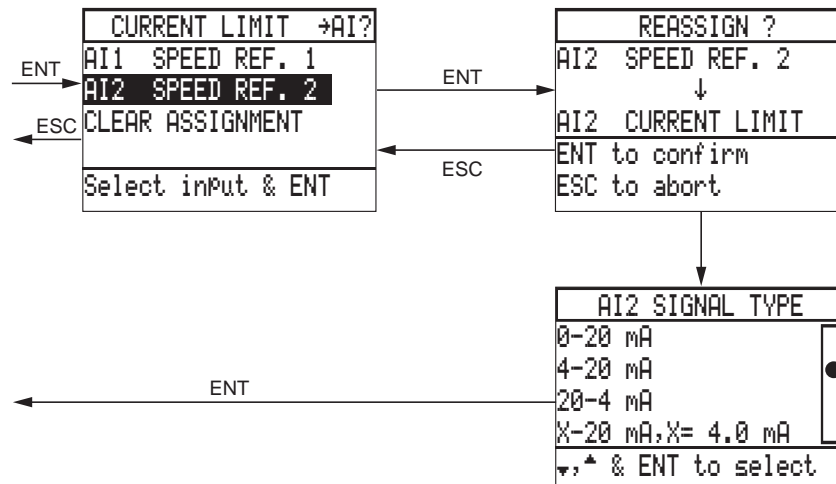 CURRENT LIMIT →AI?
AI1 SPEED REF. 1
AI2 SPEED REF. 2
CLEAR ASSIGNMENT
Select input & ENT
ENT
ESC
ENT
ESC
REASSIGN ?
AI2 SPEED REF. 2
↓
AI2 CURRENT LIMIT
ENT to confirm
ESC to abort
AI2 SIGNAL TYPE
0-20 mA
4-20 mA
20-4 mA
X-20 mA,X= 4.0 mA
▼,▲ & ENT to select
ENT